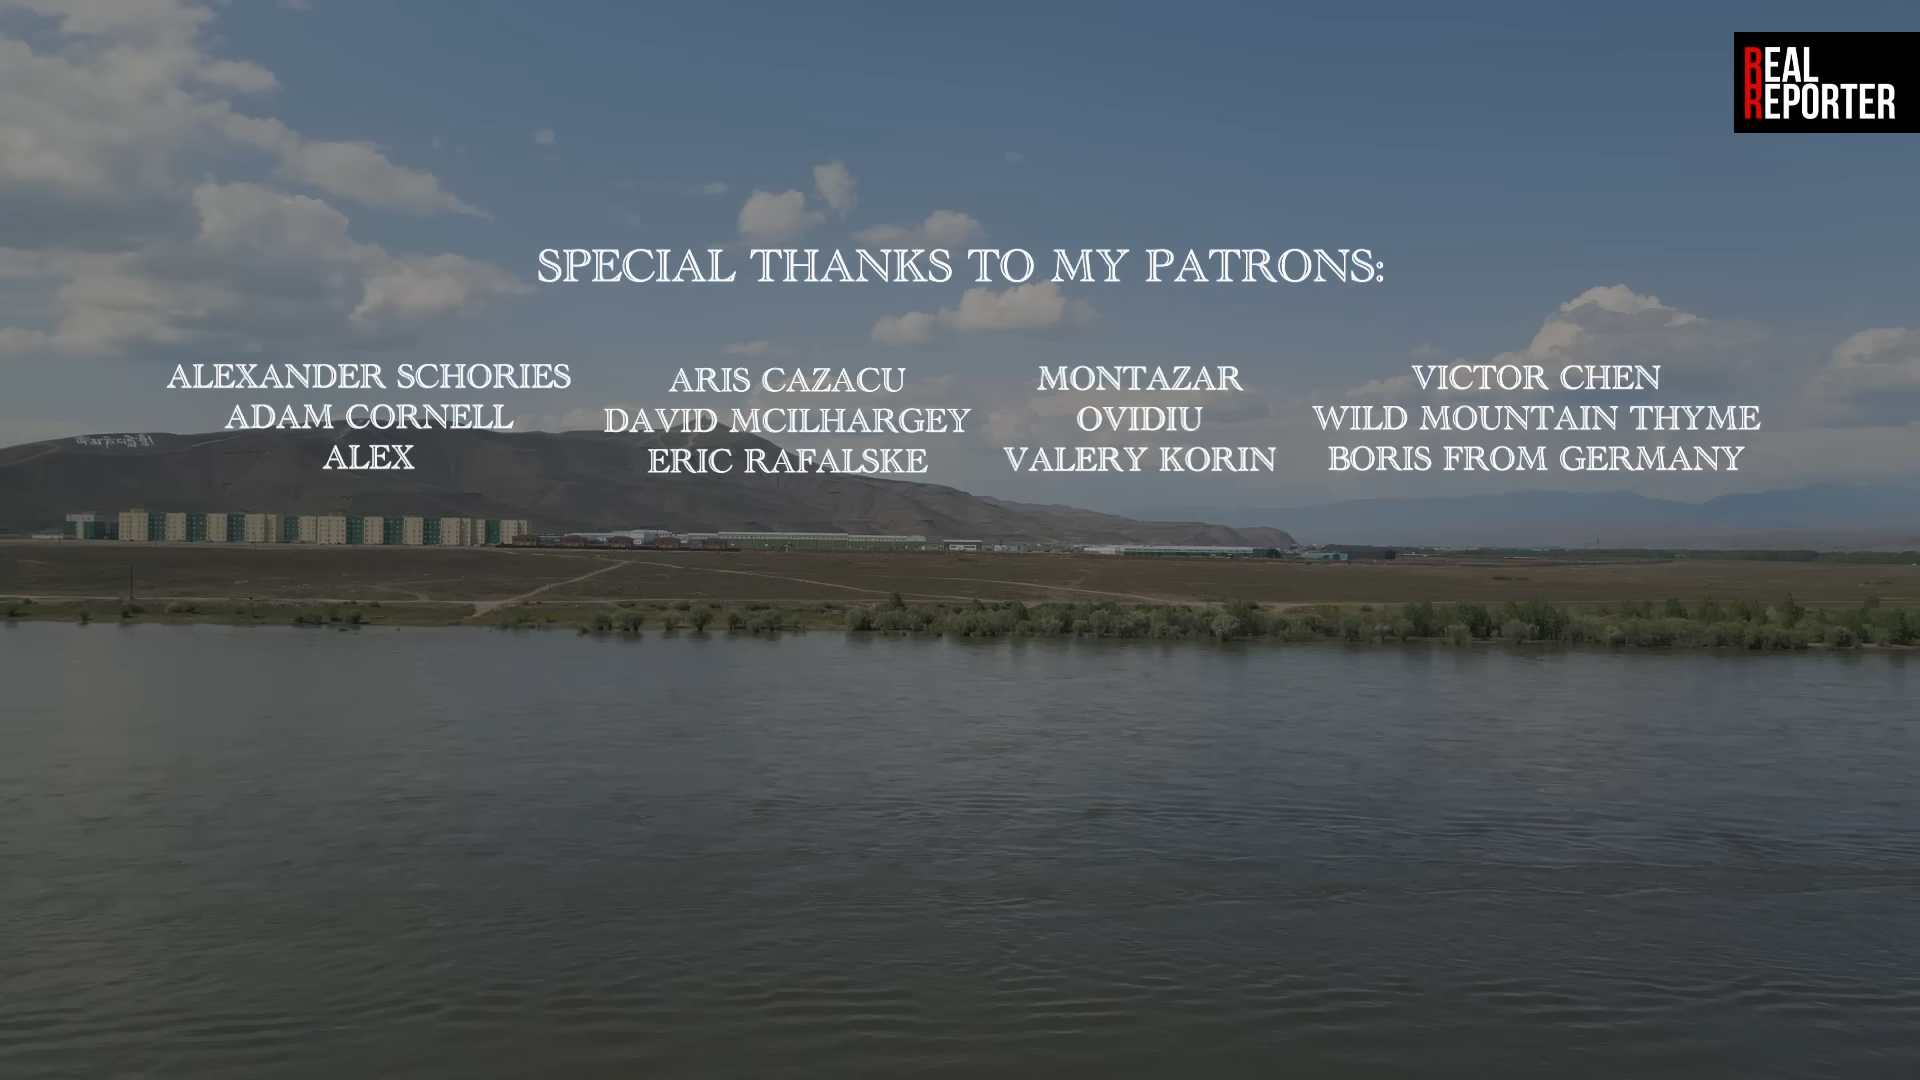 REAL
REPORTER
SPECIAL THANKS TO MY PATRONS:
ALEXANDER SCHORIES
ADAM CORNELL
ALEX
ARIS CAZACU
DAVID MCILHARGEY
ERIC RAFALSKE
MONTAZAR
OVIDIU
VALERY KORIN
VICTOR CHEN
WILD MOUNTAIN THYME
BORIS FROM GERMANY